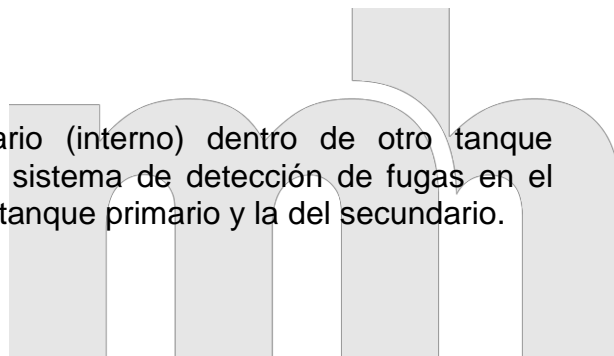 ario (interno) dentro de otro tanque
sistema de detección de fugas en el
tanque primario y la del secundario.